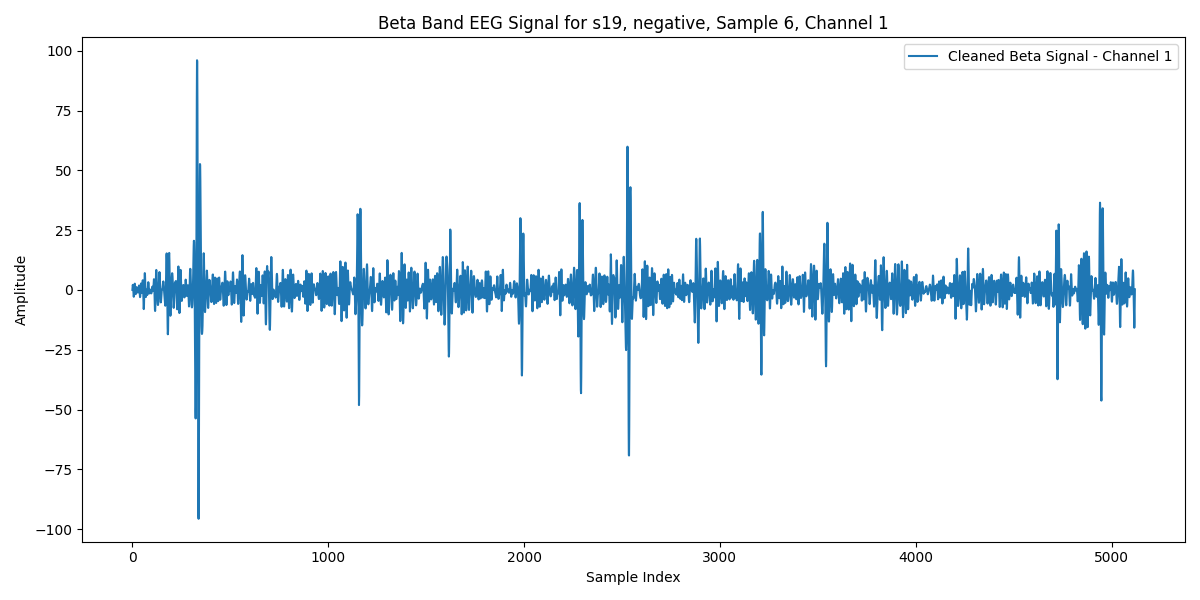 Beta Band EEG Signal for s19, negative, Sample 6, Channel 1
Cleaned Beta Signal - Channel 1
Amplitude
100
75
50
25
0
−25
−50
−75
−100
0 1000 2000 3000 4000 5000
Sample Index